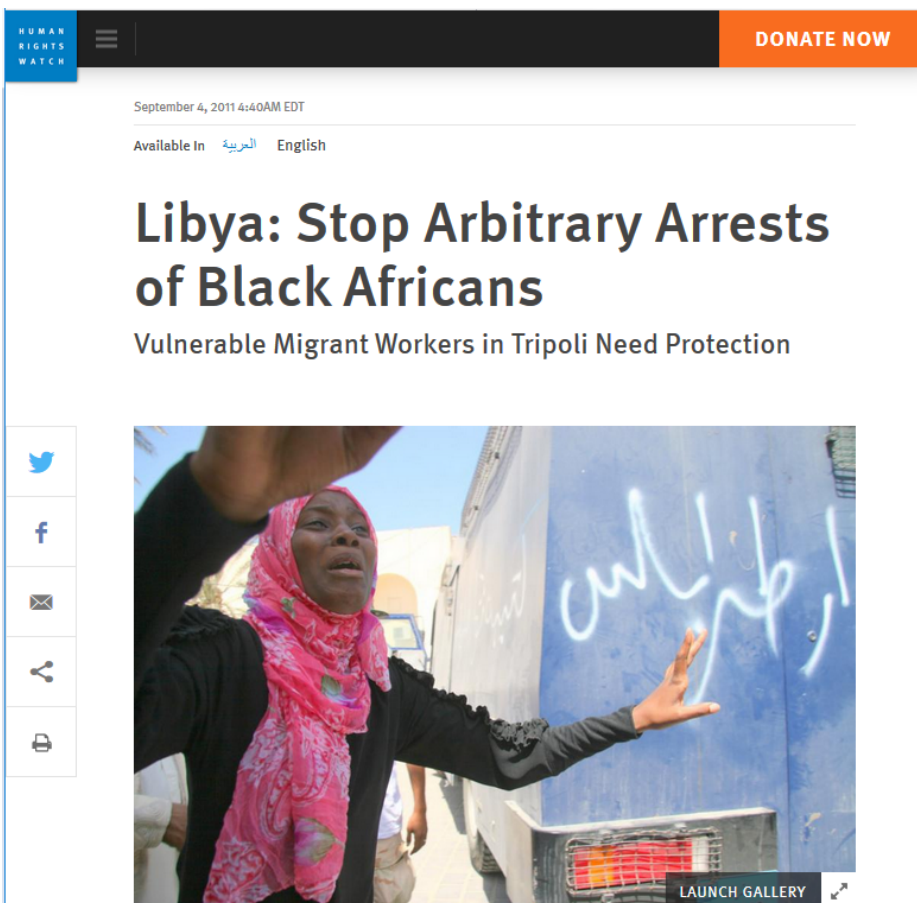 HUMAN
RIGHTS
WATCH
DONATE NOW
September 4, 2011 4:40AM EDT
Available In العربية English
Libya: Stop Arbitrary Arrests
of Black Africans
Vulnerable Migrant Workers in Tripoli Need Protection
LAUNCH GALLERY